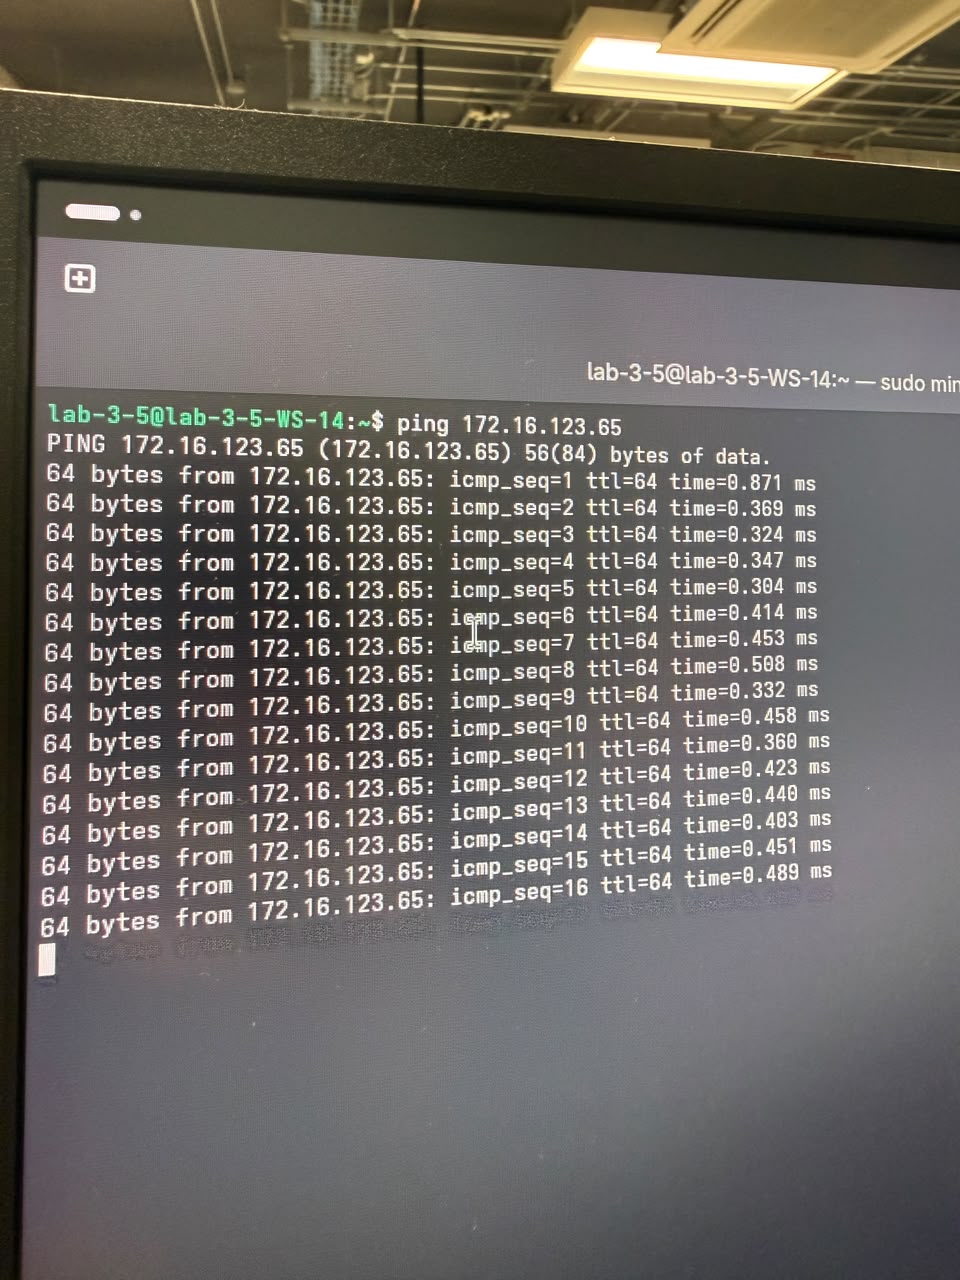 lab-3-5@lab-3-5-WS-14:~ — sudo min
lab-3-5@lab-3-5-WS-14:~$ ping 172.16.123.65
PING 172.16.123.65 (172.16.123.65) 56(84) bytes of data.
64 bytes from 172.16.123.65: icmp_seq=1 ttl=64 time=0.871 ms
64 bytes from 172.16.123.65: icmp_seq=2 ttl=64 time=0.369 ms
64 bytes from 172.16.123.65: icmp_seq=3 ttl=64 time=0.324 ms
64 bytes from 172.16.123.65: icmp_seq=4 ttl=64 time=0.347 ms
64 bytes from 172.16.123.65: icmp_seq=5 ttl=64 time=0.304 ms
64 bytes from 172.16.123.65: icmp_seq=6 ttl=64 time=0.414 ms
64 bytes from 172.16.123.65: icmp_seq=7 ttl=64 time=0.453 ms
64 bytes from 172.16.123.65: icmp_seq=8 ttl=64 time=0.508 ms
64 bytes from 172.16.123.65: icmp_seq=9 ttl=64 time=0.332 ms
64 bytes from 172.16.123.65: icmp_seq=10 ttl=64 time=0.458 ms
64 bytes from 172.16.123.65: icmp_seq=11 ttl=64 time=0.360 ms
64 bytes from 172.16.123.65: icmp_seq=12 ttl=64 time=0.423 ms
64 bytes from 172.16.123.65: icmp_seq=13 ttl=64 time=0.440 ms
64 bytes from 172.16.123.65: icmp_seq=14 ttl=64 time=0.403 ms
64 bytes from 172.16.123.65: icmp_seq=15 ttl=64 time=0.451 ms
64 bytes from 172.16.123.65: icmp_seq=16 ttl=64 time=0.489 ms